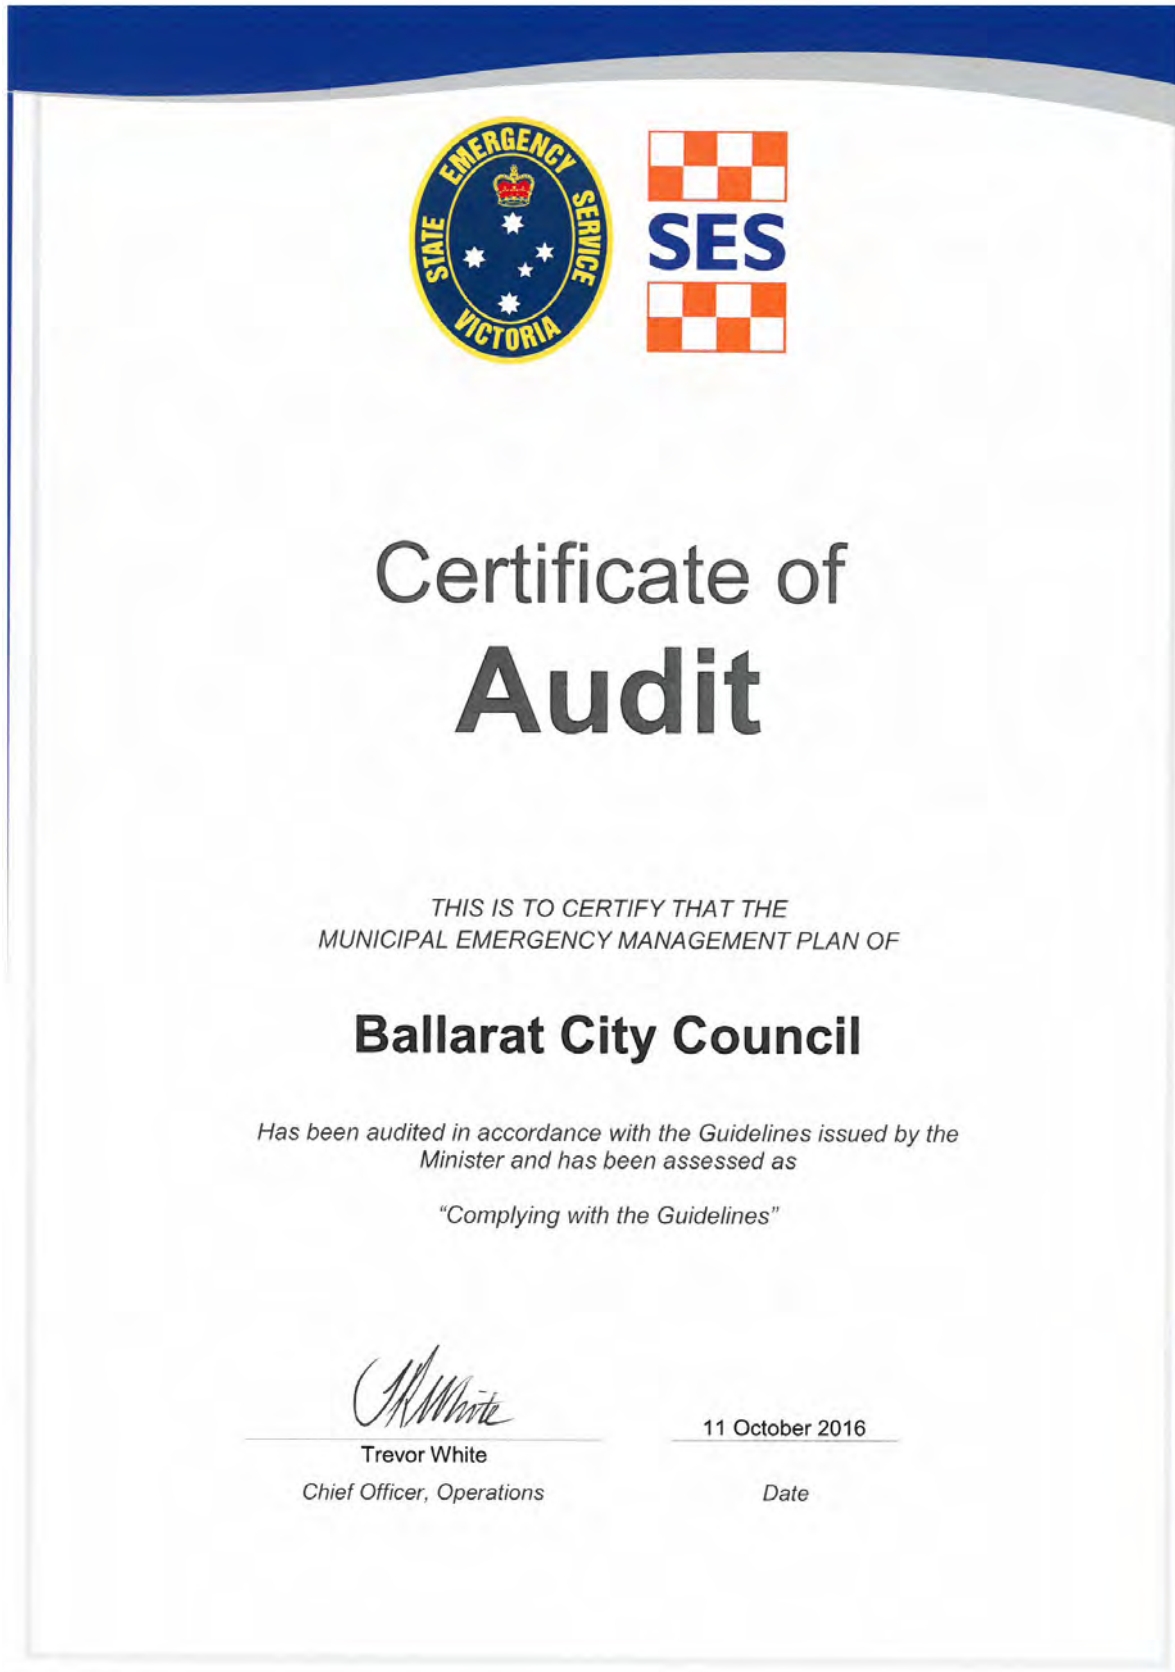 STATE EMERGENCY SERVICE
VICTORIA
SES
Certificate of
Audit
THIS IS TO CERTIFY THAT THE
MUNICIPAL EMERGENCY MANAGEMENT PLAN OF
Ballarat City Council
Has been audited in accordance with the Guidelines issued by the
Minister and has been assessed as
“Complying with the Guidelines”
TRWhite
11 October 2016
Trevor White
Chief Officer, Operations
Date